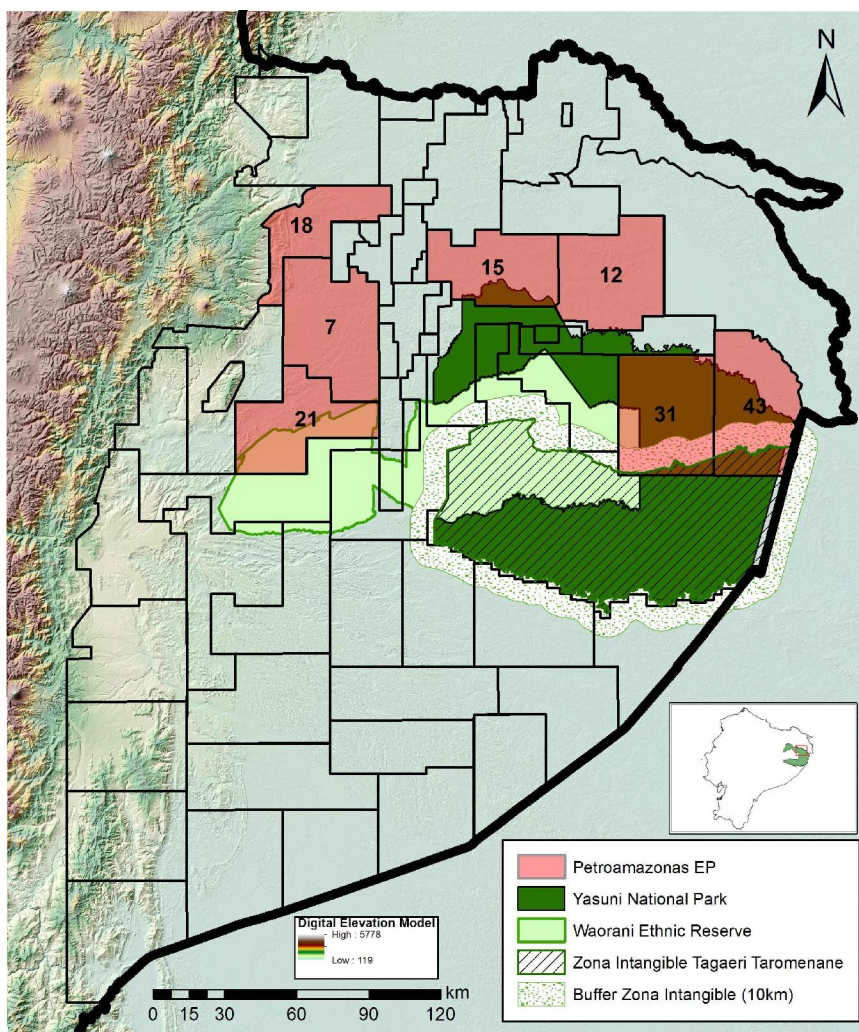 N
18
15
12
7
21
31
43
Petroamazonas EP
Yasuni National Park
Waorani Ethnic Reserve
Zona Intangible Tagaeri Taromenane
Buffer Zona Intangible (10km)
Digital Elevation Model
High : 5778
Low : 119
km
0 15 30 60 90 120